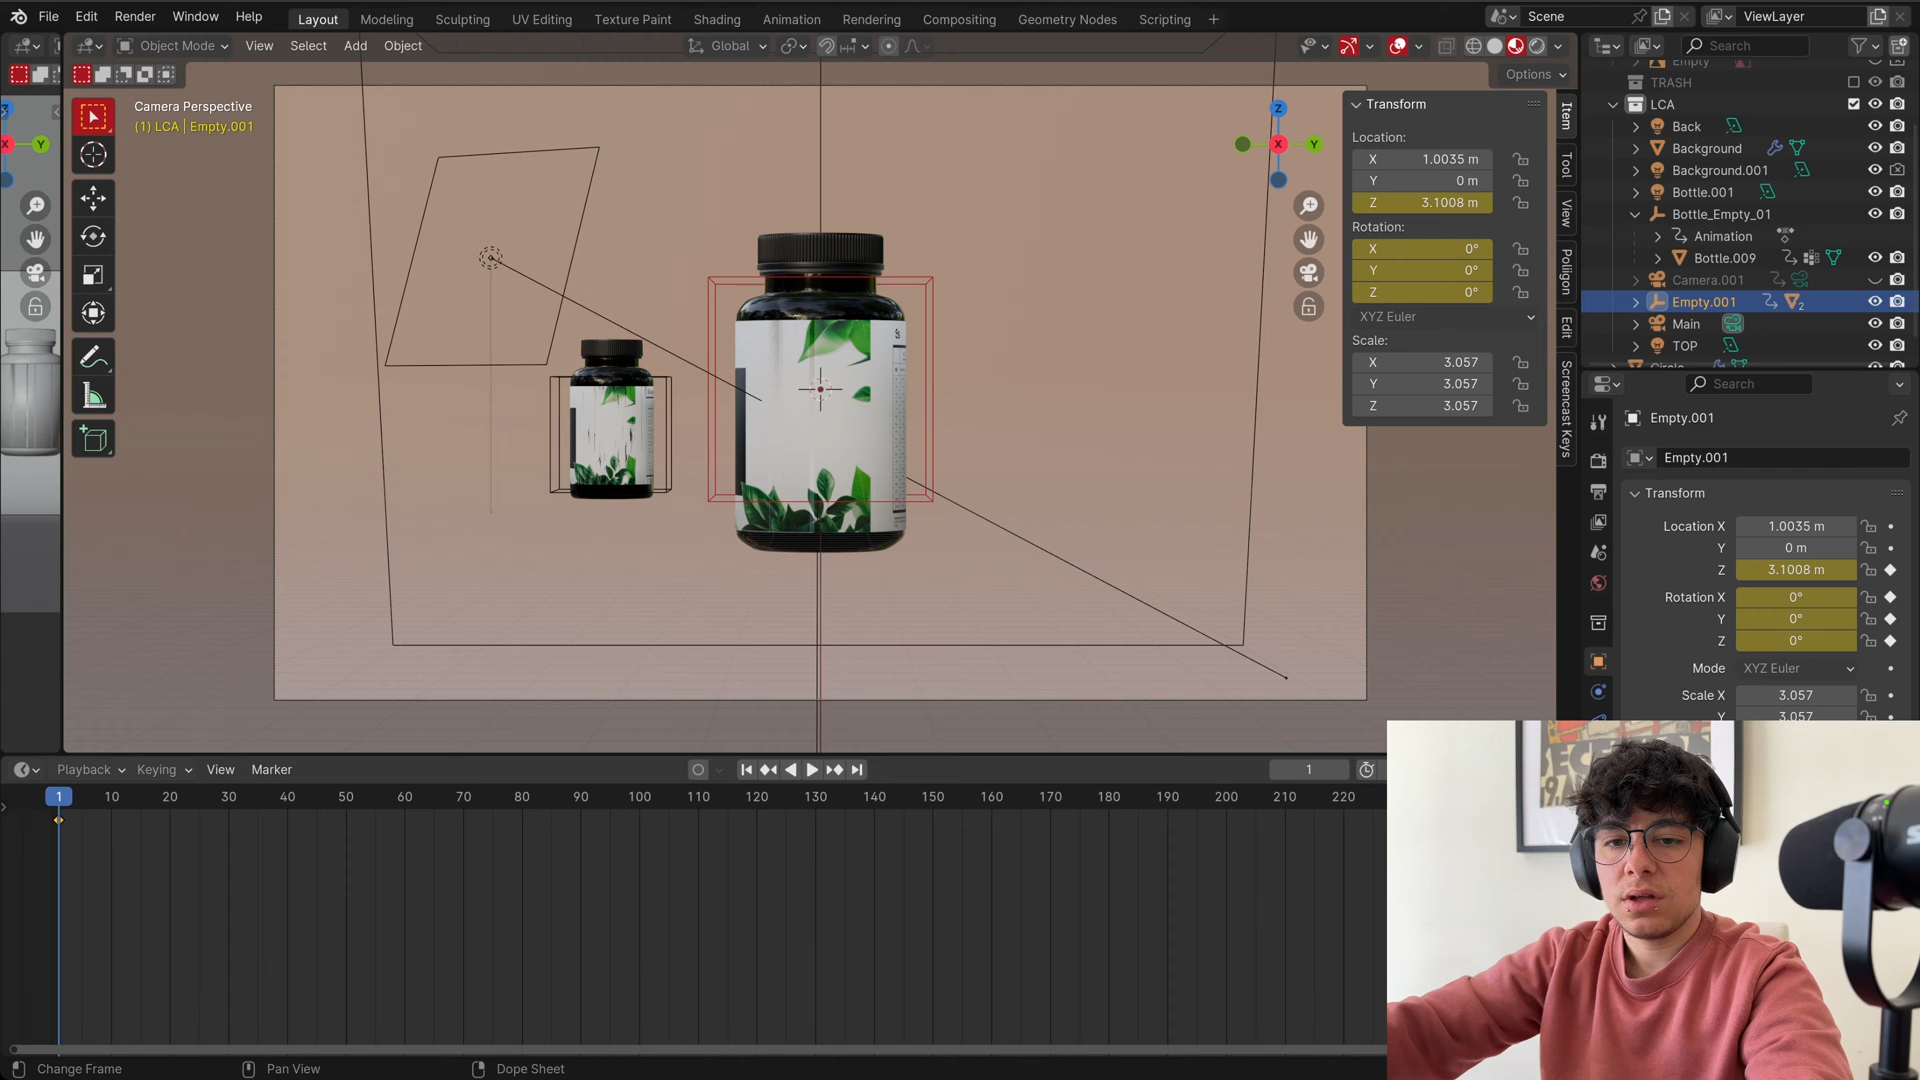 File Edit Render Window Help
Layout Modeling Sculpting UV Editing Texture Paint Shading Animation Rendering Compositing Geometry Nodes Scripting +
Scene
ViewLayer
Object Mode View Select Add Object
Global
Search
Options
Camera Perspective
(1) LCA | Empty.001
Z
Y
X
Y
X
Transform
Location:
X 1.0035 m
Y 0 m
Z 3.1008 m
Rotation:
X 0°
Y 0°
Z 0°
XYZ Euler
Scale:
X 3.057
Y 3.057
Z 3.057
Item
Tool
View
Poliigon
Edit
Screencast Keys
Empty
TRASH
LCA
Back
Background
Background.001
Bottle.001
Bottle_Empty_01
Animation
Bottle.009
Camera.001
Empty.001
2
Main
TOP
Search
Empty.001
Empty.001
Transform
Location X 1.0035 m
Y 0 m
Z 3.1008 m
Rotation X 0°
Y 0°
Z 0°
Mode XYZ Euler
Scale X 3.057
Y 3.057
Playback Keying View Marker
1
1 10 20 30 40 50 60 70 80 90 100 110 120 130 140 150 160 170 180 190 200 210 220
Change Frame Pan View Dope Sheet